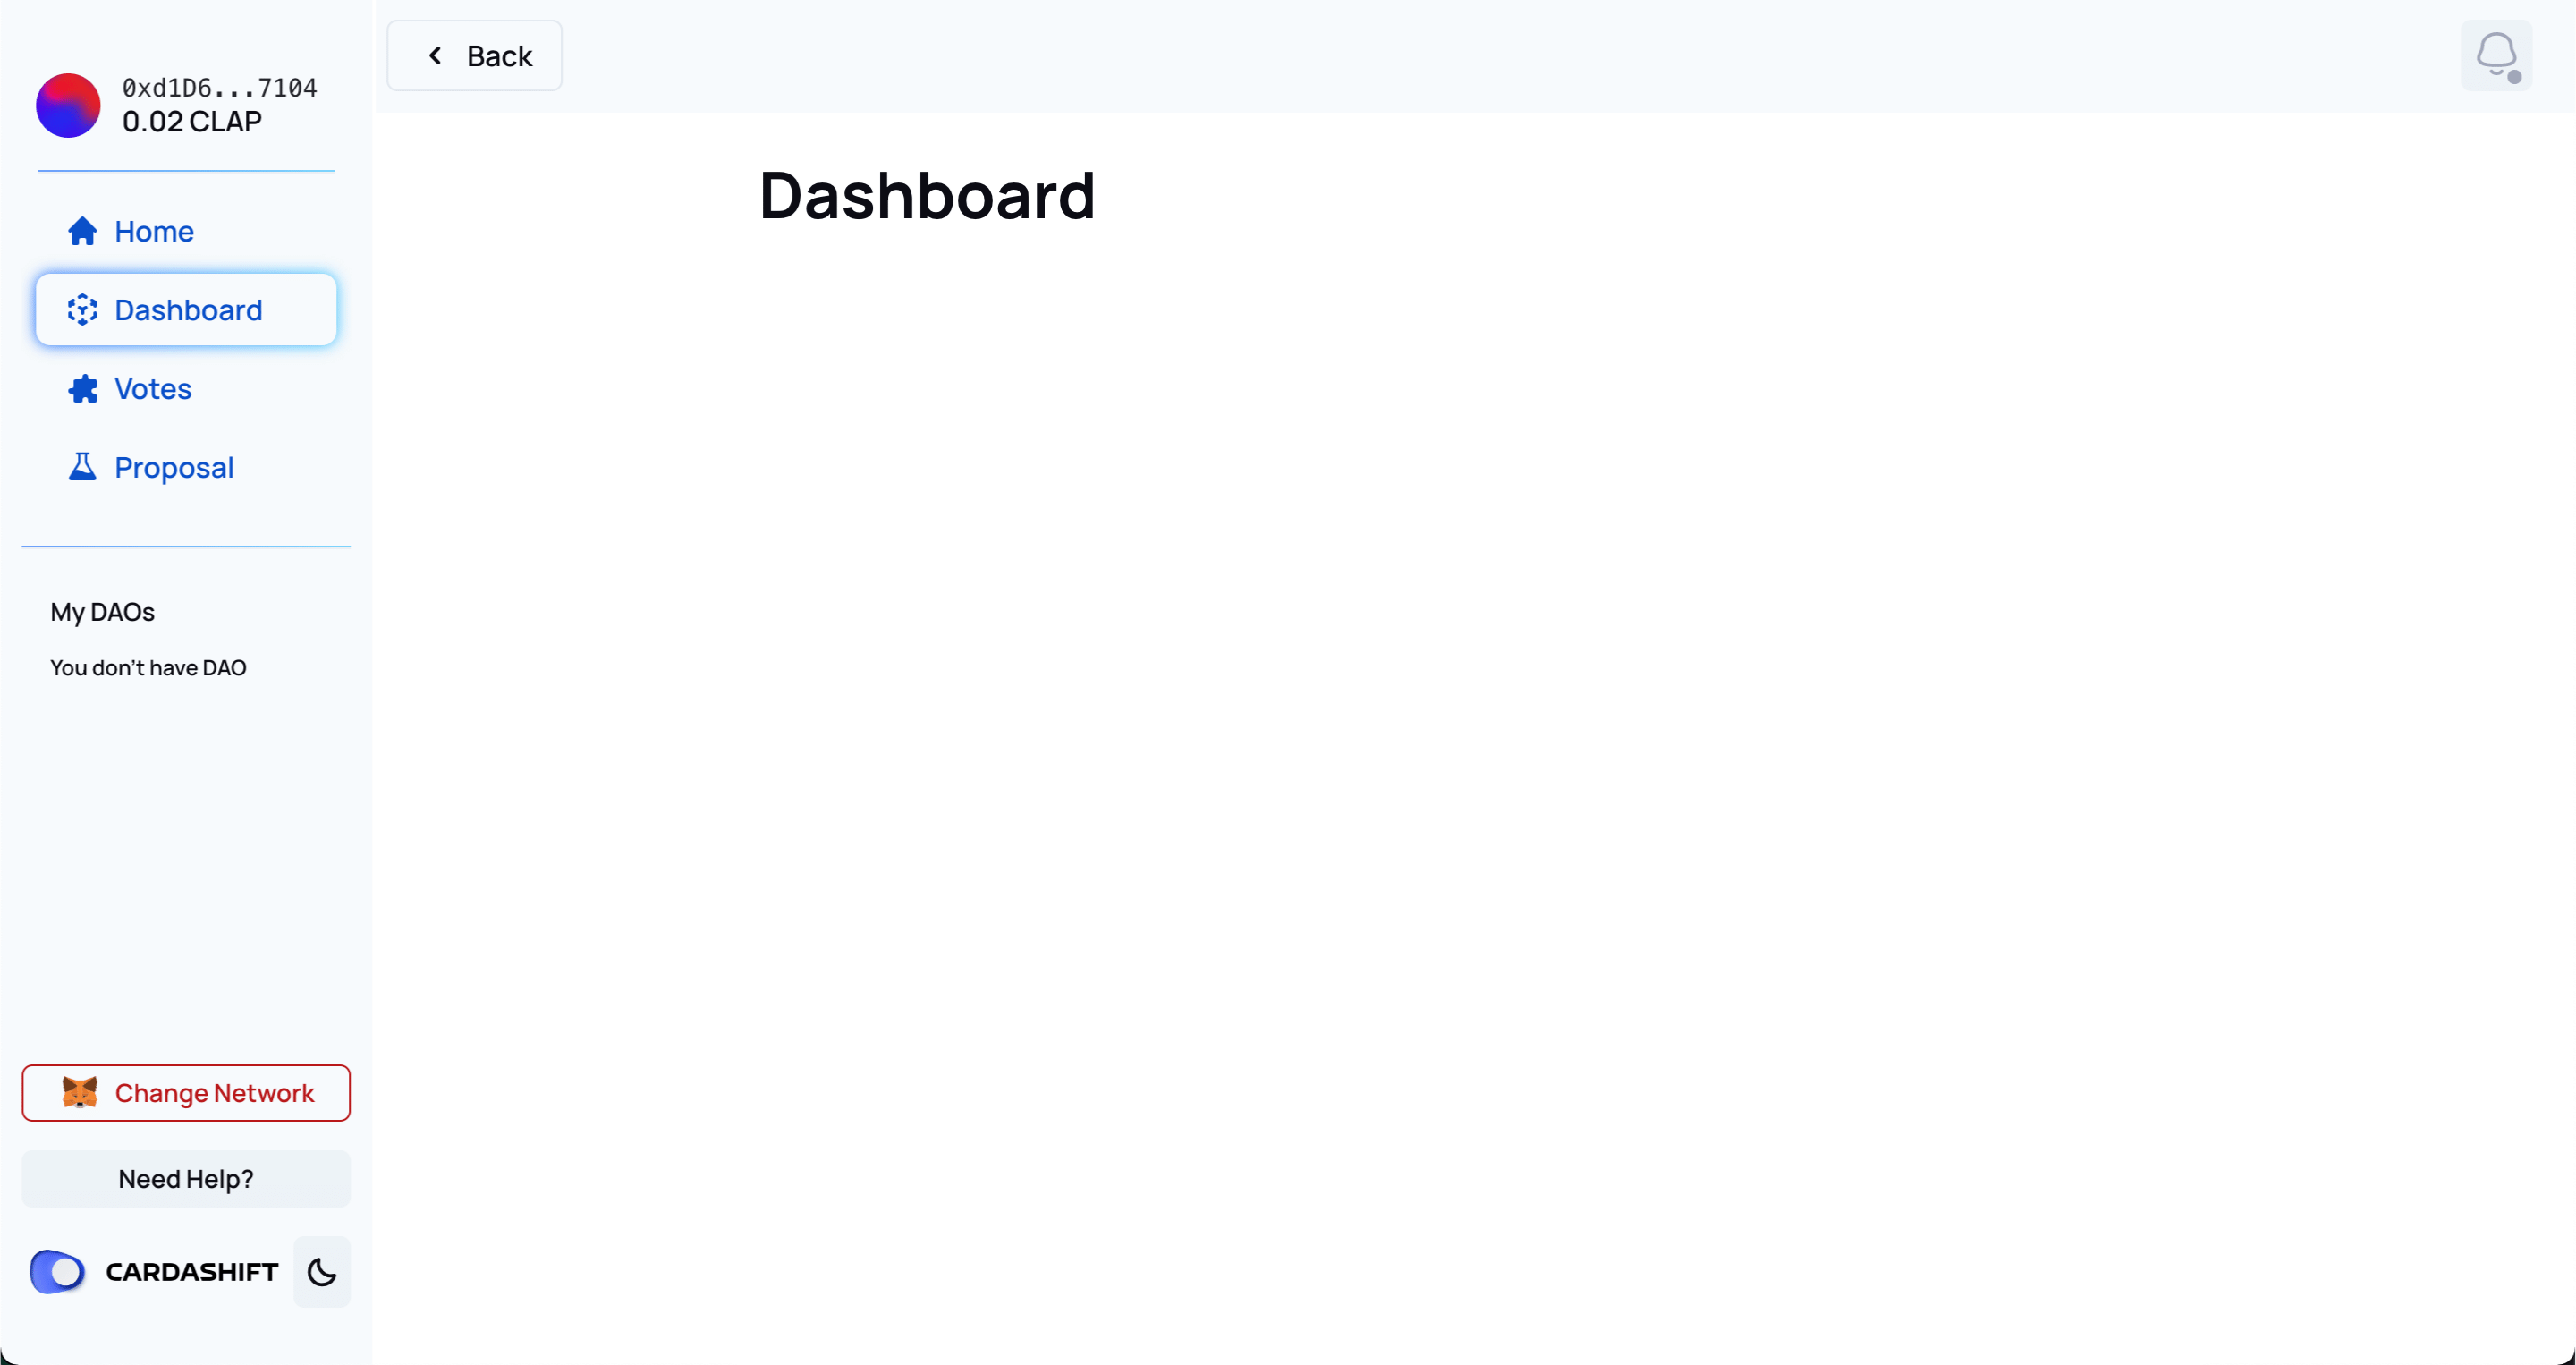 0xd1D6...7104
0.02 CLAP
Home
Dashboard
Votes
Proposal
My DAOs
You don't have DAO
Change Network
Need Help?
CARDASHIFT
Back
Dashboard